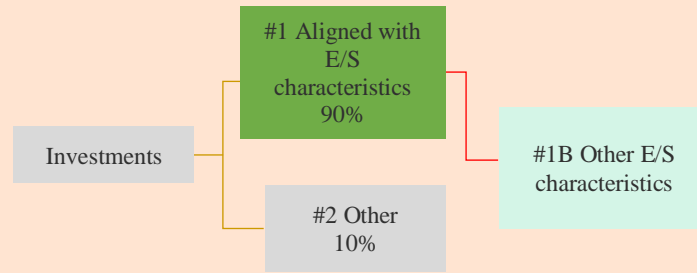 #1 Aligned with
E/S
characteristics
90%
Investments
#1B Other E/S
characteristics
#2 Other
10%